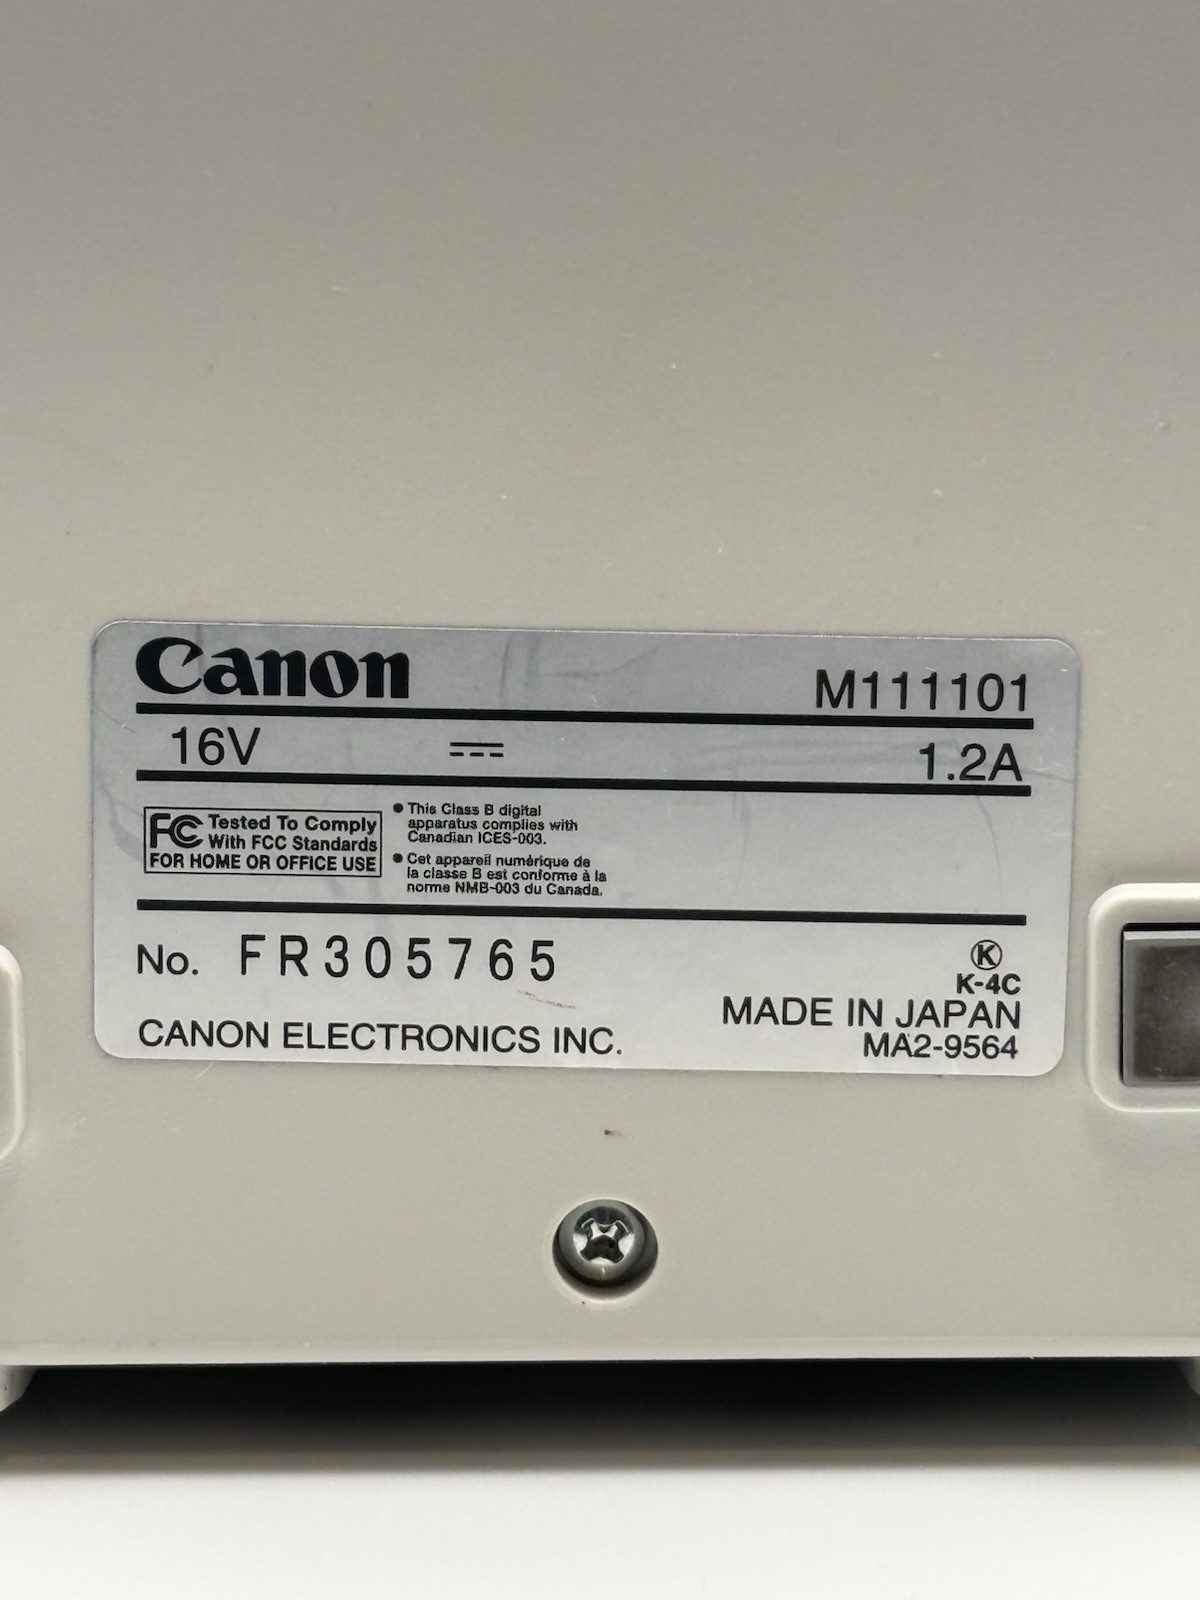 Canon M111101
16V 1.2A
FC Tested To Comply
With FCC Standards
FOR HOME OR OFFICE USE
● This Class B digital
apparatus complies with
Canadian ICES-003.
● Cet appareil numérique de
la classe B est conforme à la
norme NMB-003 du Canada.
No. FR305765
K
K-4C
MADE IN JAPAN
CANON ELECTRONICS INC.
MA2-9564